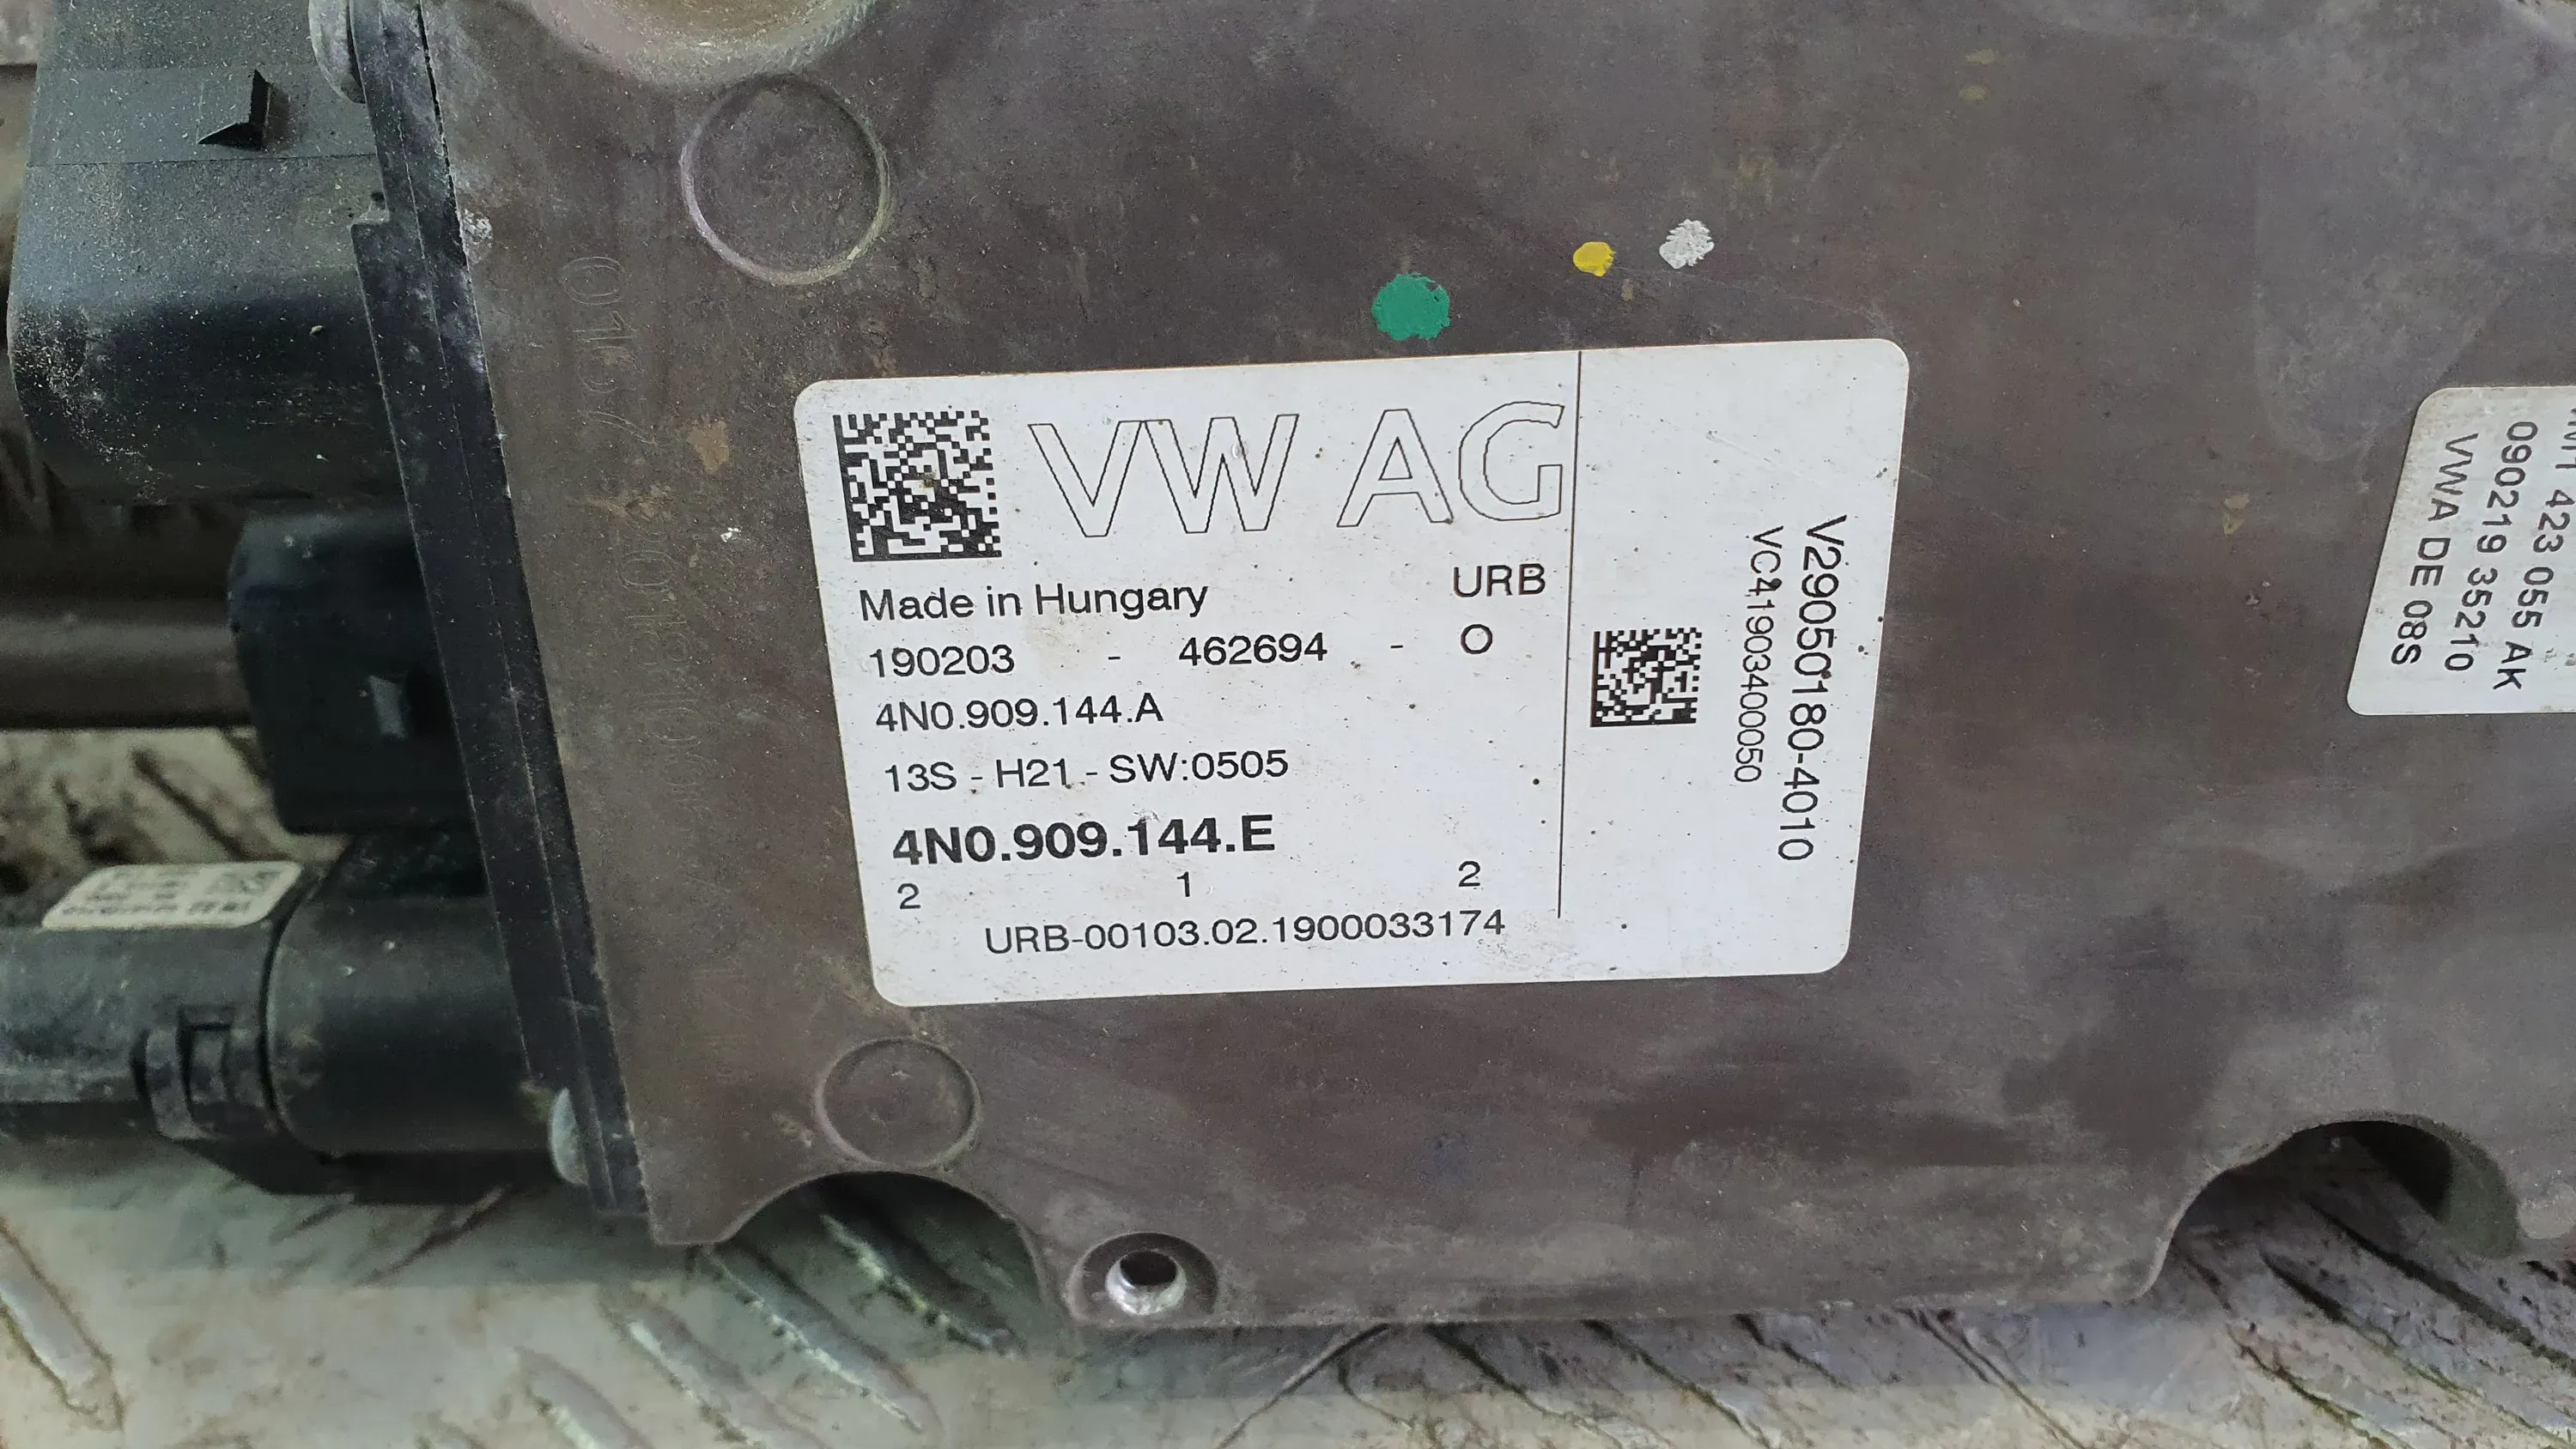 VW AG
Made in Hungary URB
190203 - 462694 - O
4N0.909.144.A
13S - H21 - SW:0505
4N0.909.144.E
2 1 2
URB-00103.02.1900033174
V290501180-4010
VC4190340050
423 055 AK
090219 35210
VWA DE 08S